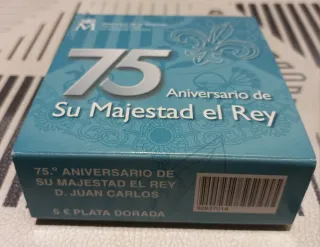 75
Aniversario de
Su Majestad el Rey
75.º ANIVERSARIO DE
SU MAJESTAD EL REY
D. JUAN CARLOS
5 € PLATA DORADA